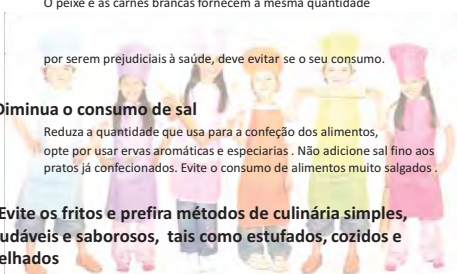 O peixe e as carnes brancas fornecem a mesma quantidade
por serem prejudiciais à saúde, deve evitar se o seu consumo.
Diminua o consumo de sal
Reduza a quantidade que usa para a confeção dos alimentos,
opte por usar ervas aromáticas e especiarias . Não adicione sal fino aos
pratos já confecionados. Evite o consumo de alimentos muito salgados .
Evite os fritos e prefira métodos de culinária simples,
udáveis e saborosos, tais como estufados, cozidos e
elhados